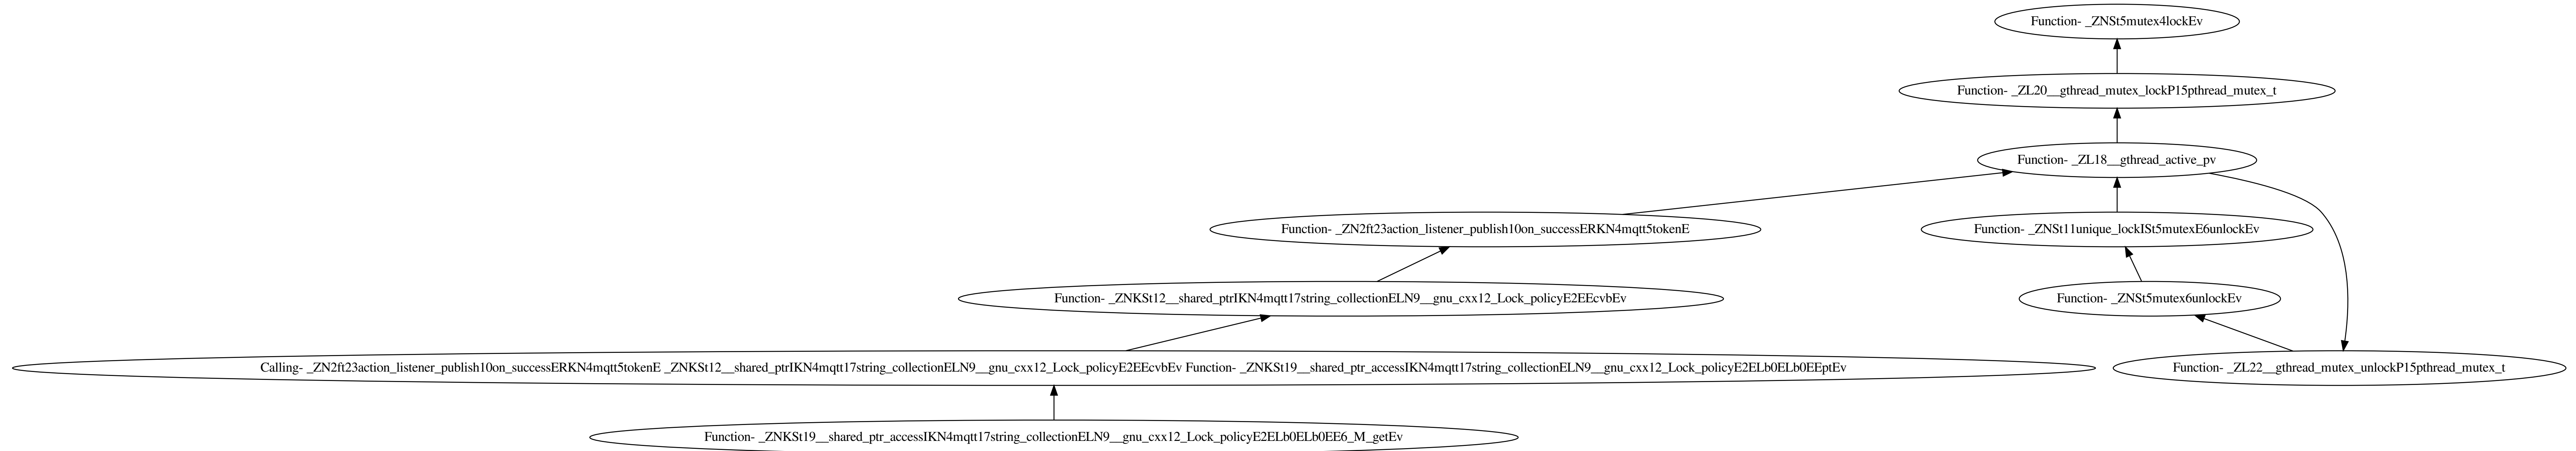 Function- _ZNSt5mutex4lockEv
Function- _ZL20__gthread_mutex_lockP15pthread_mutex_t
Function- _ZL18__gthread_active_pv
Function- _ZN2ft23action_listener_publish10on_successERKN4mqtt5tokenE
Function- _ZNSt11unique_lockISt5mutexE6unlockEv
Function- _ZNKSt12__shared_ptrIKN4mqtt17string_collectionELN9__gnu_cxx12_Lock_policyE2EEcvbEv
Function- _ZNSt5mutex6unlockEv
Calling- _ZN2ft23action_listener_publish10on_successERKN4mqtt5tokenE _ZNKSt12__shared_ptrIKN4mqtt17string_collectionELN9__gnu_cxx12_Lock_policyE2EEcvbEv Function- _ZNKSt19__shared_ptr_accessIKN4mqtt17string_collectionELN9__gnu_cxx12_Lock_policyE2ELb0ELb0EEptEv
Function- _ZL22__gthread_mutex_unlockP15pthread_mutex_t
Function- _ZNKSt19__shared_ptr_accessIKN4mqtt17string_collectionELN9__gnu_cxx12_Lock_policyE2ELb0ELb0EE6_M_getEv